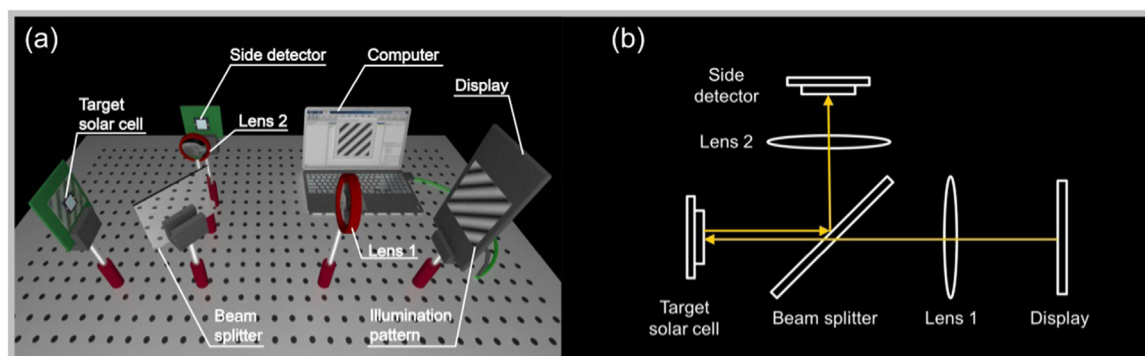 (a)
Side detector
Computer
Display
Target
solar cell
Lens 2
Lens 1
Beam
splitter
Illumination
pattern
(b)
Side
detector
Lens 2
Target
solar cell
Beam splitter
Lens 1
Display